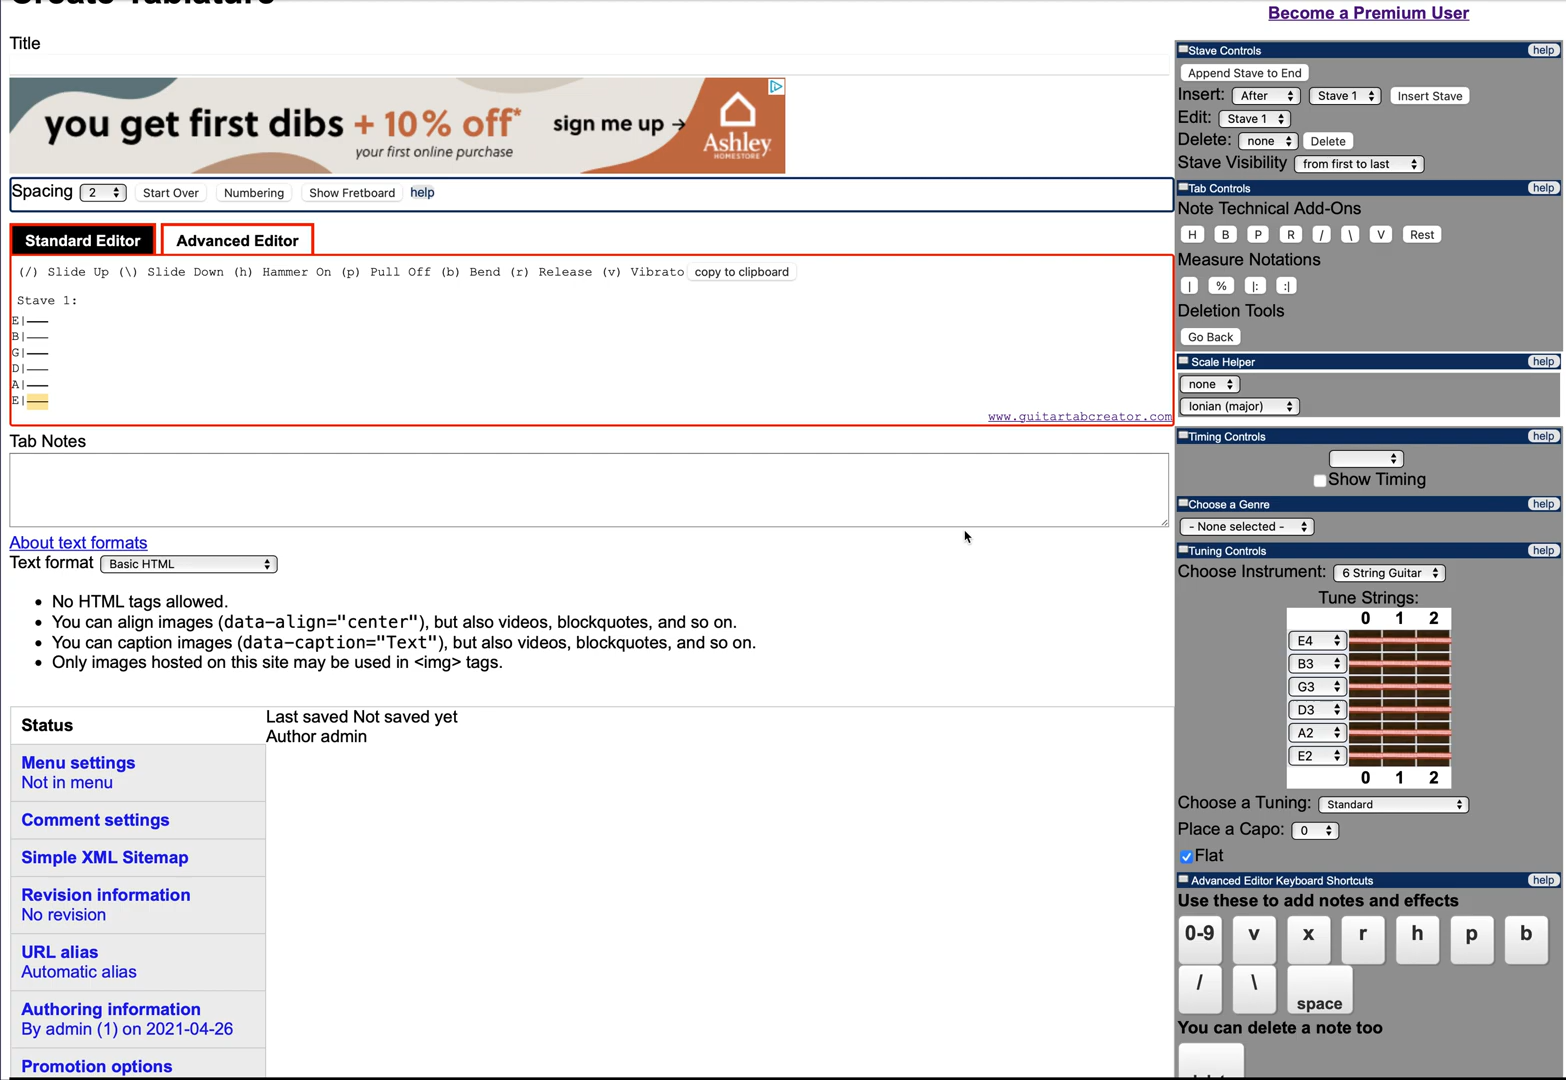 Create Tablature
Become a Premium User
Title
you get first dibs + 10% off*
your first online purchase
sign me up →
Ashley
HOMESTORE
Spacing 2 Start Over Numbering Show Fretboard help
Standard Editor Advanced Editor
(/) Slide Up (\) Slide Down (h) Hammer On (p) Pull Off (b) Bend (r) Release (v) Vibrato copy to clipboard
Stave 1:
E|———
B|———
G|———
D|———
A|———
E|———
www.guitartabcreator.com
Tab Notes
About text formats
Text format Basic HTML
• No HTML tags allowed.
• You can align images (data-align="center"), but also videos, blockquotes, and so on.
• You can caption images (data-caption="Text"), but also videos, blockquotes, and so on.
• Only images hosted on this site may be used in <img> tags.
Status
Last saved Not saved yet
Author admin
Menu settings
Not in menu
Comment settings
Simple XML Sitemap
Revision information
No revision
URL alias
Automatic alias
Authoring information
By admin (1) on 2021-04-26
Promotion options
Stave Controls help
Append Stave to End
Insert: After Stave 1 Insert Stave
Edit: Stave 1
Delete: none Delete
Stave Visibility from first to last
Tab Controls help
Note Technical Add-Ons
H B P R / \ V Rest
Measure Notations
| % |: :|
Deletion Tools
Go Back
Scale Helper help
none
Ionian (major)
Timing Controls help
Show Timing
Choose a Genre help
- None selected -
Tuning Controls help
Choose Instrument: 6 String Guitar
Tune Strings:
0 1 2
E4
B3
G3
D3
A2
E2
0 1 2
Choose a Tuning: Standard
Place a Capo: 0
Flat
Advanced Editor Keyboard Shortcuts help
Use these to add notes and effects
0-9 v x r h p b
/ \ space
You can delete a note too